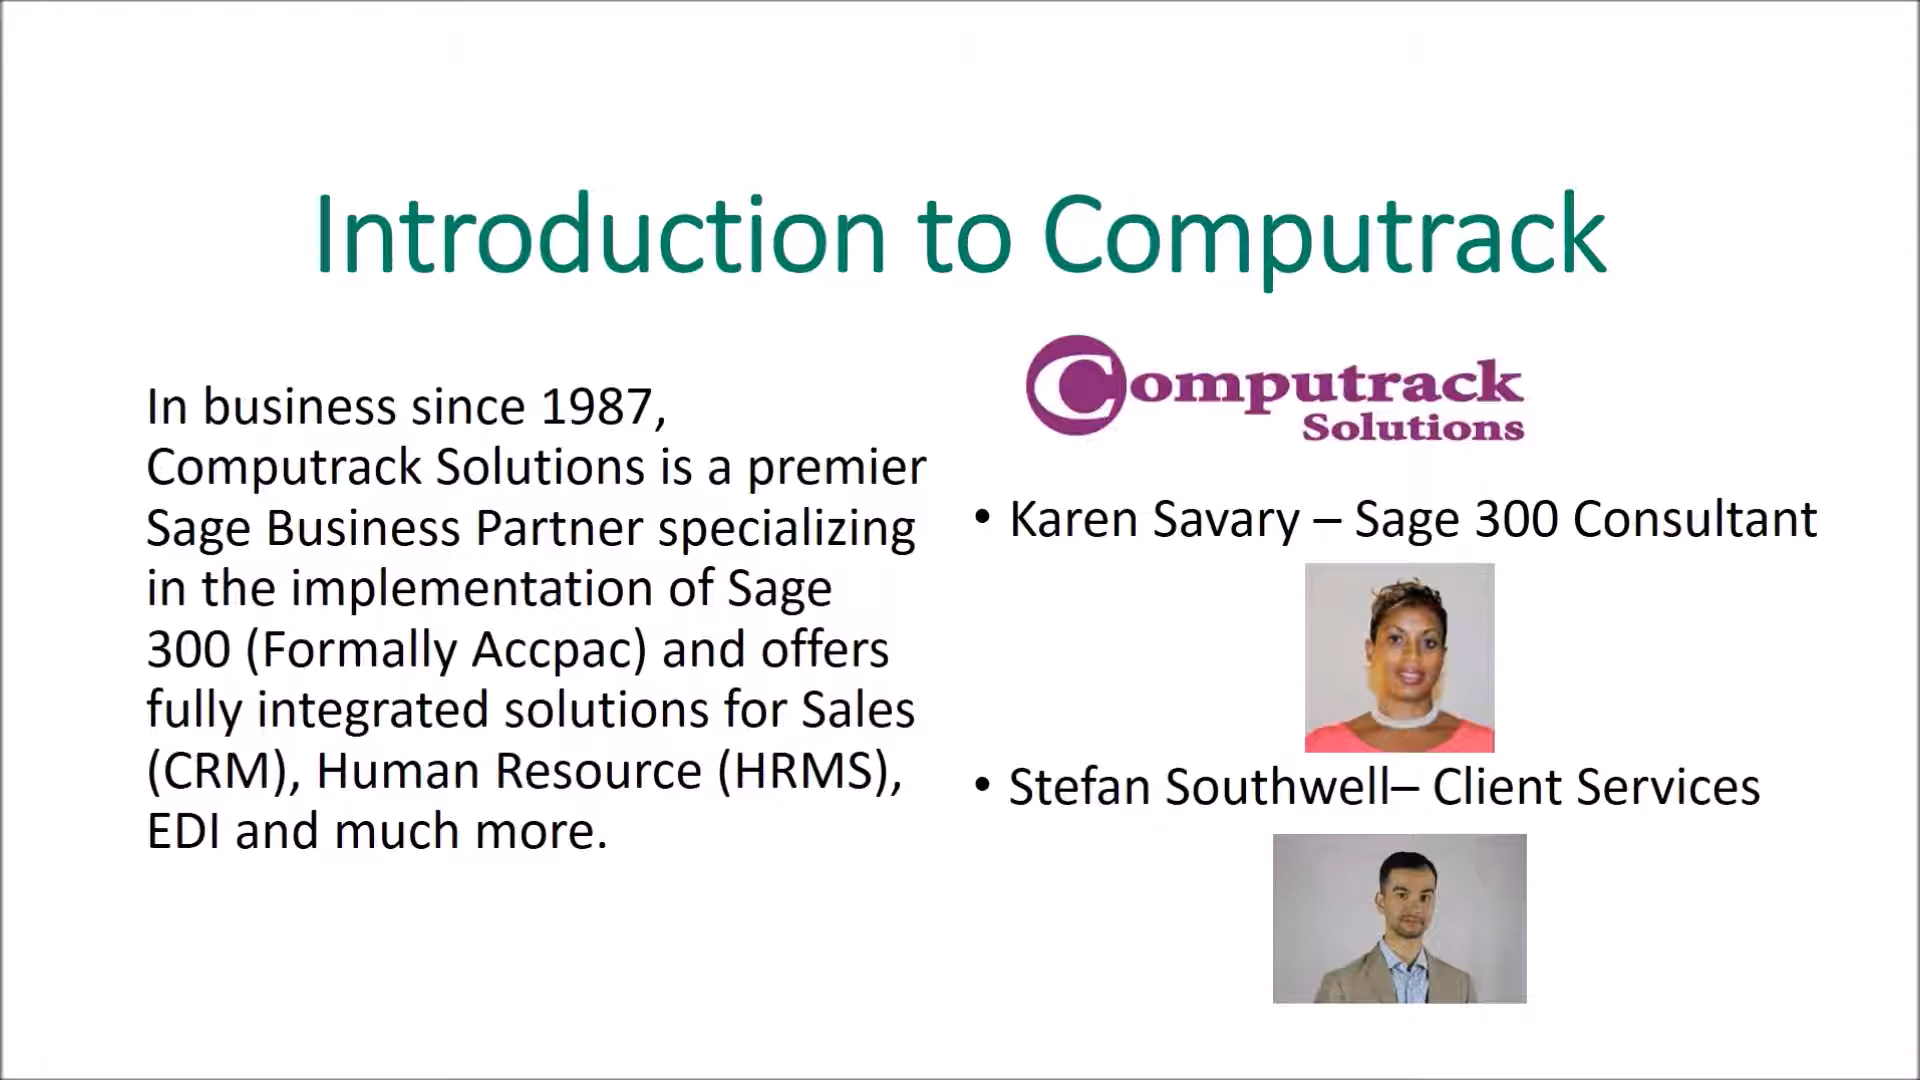 Introduction to Computrack
In business since 1987,
Computrack Solutions is a premier
Sage Business Partner specializing
in the implementation of Sage
300 (Formally Accpac) and offers
fully integrated solutions for Sales
(CRM), Human Resource (HRMS),
EDI and much more.
Computrack
Solutions
• Karen Savary – Sage 300 Consultant
• Stefan Southwell– Client Services